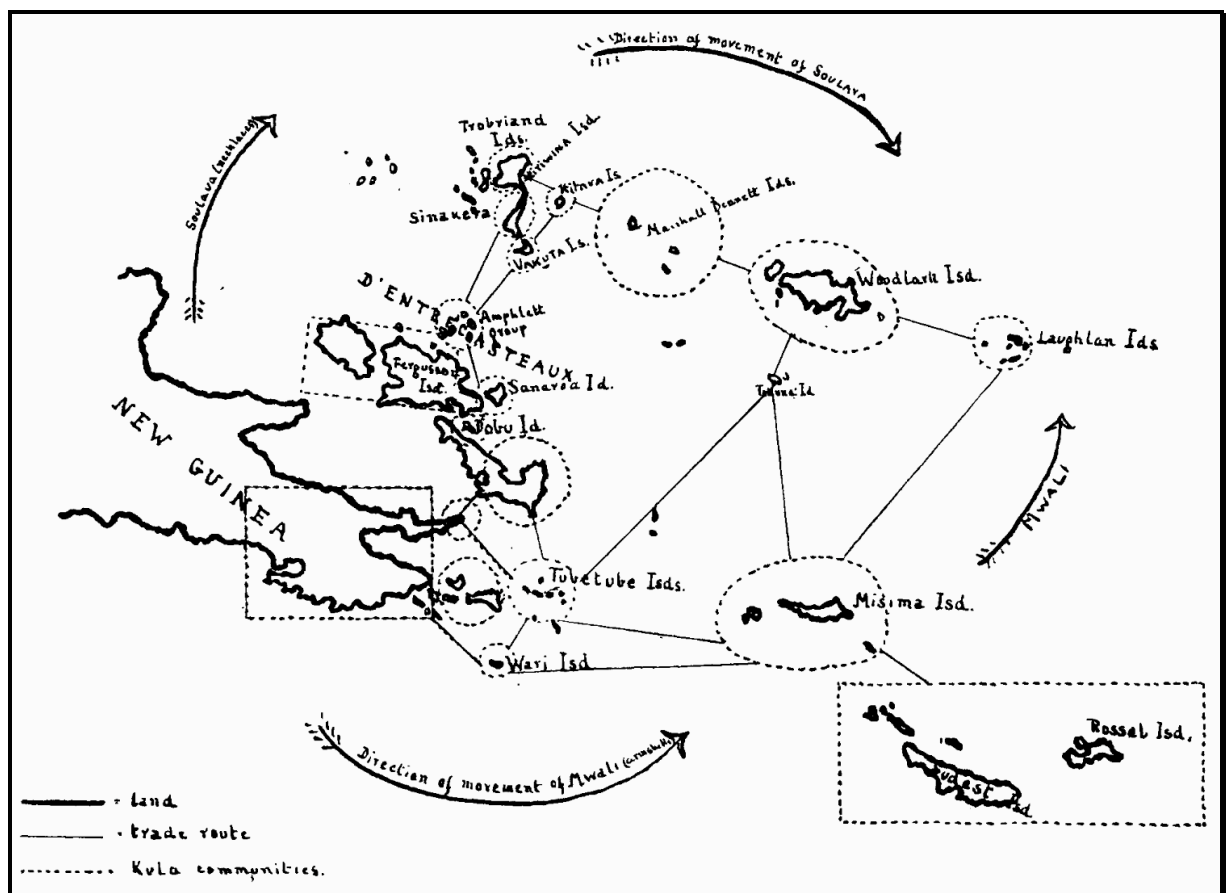 Direction of movement of SOULAVA
Soulava (necklaces)
Trobriand
Ids.
Kiriwina Isd.
Kitava Is.
Sinaketa
Vakuta Is.
Marshall Bennett Ids.
Woodlark Isd.
Laughlan Ids
D'ENTRECASTEAUX
Amphlett
Group
Fergusson
Isd.
Sanaroa Id.
Dobu Id.
NEW GUINEA
MWALI
Tubetube Isds.
Misima Isd.
Wari Isd
Rossel Isd.
Sudest
Isd
Direction of movement of Mwali (armshells)
- land
- trade route
- Kula communities.